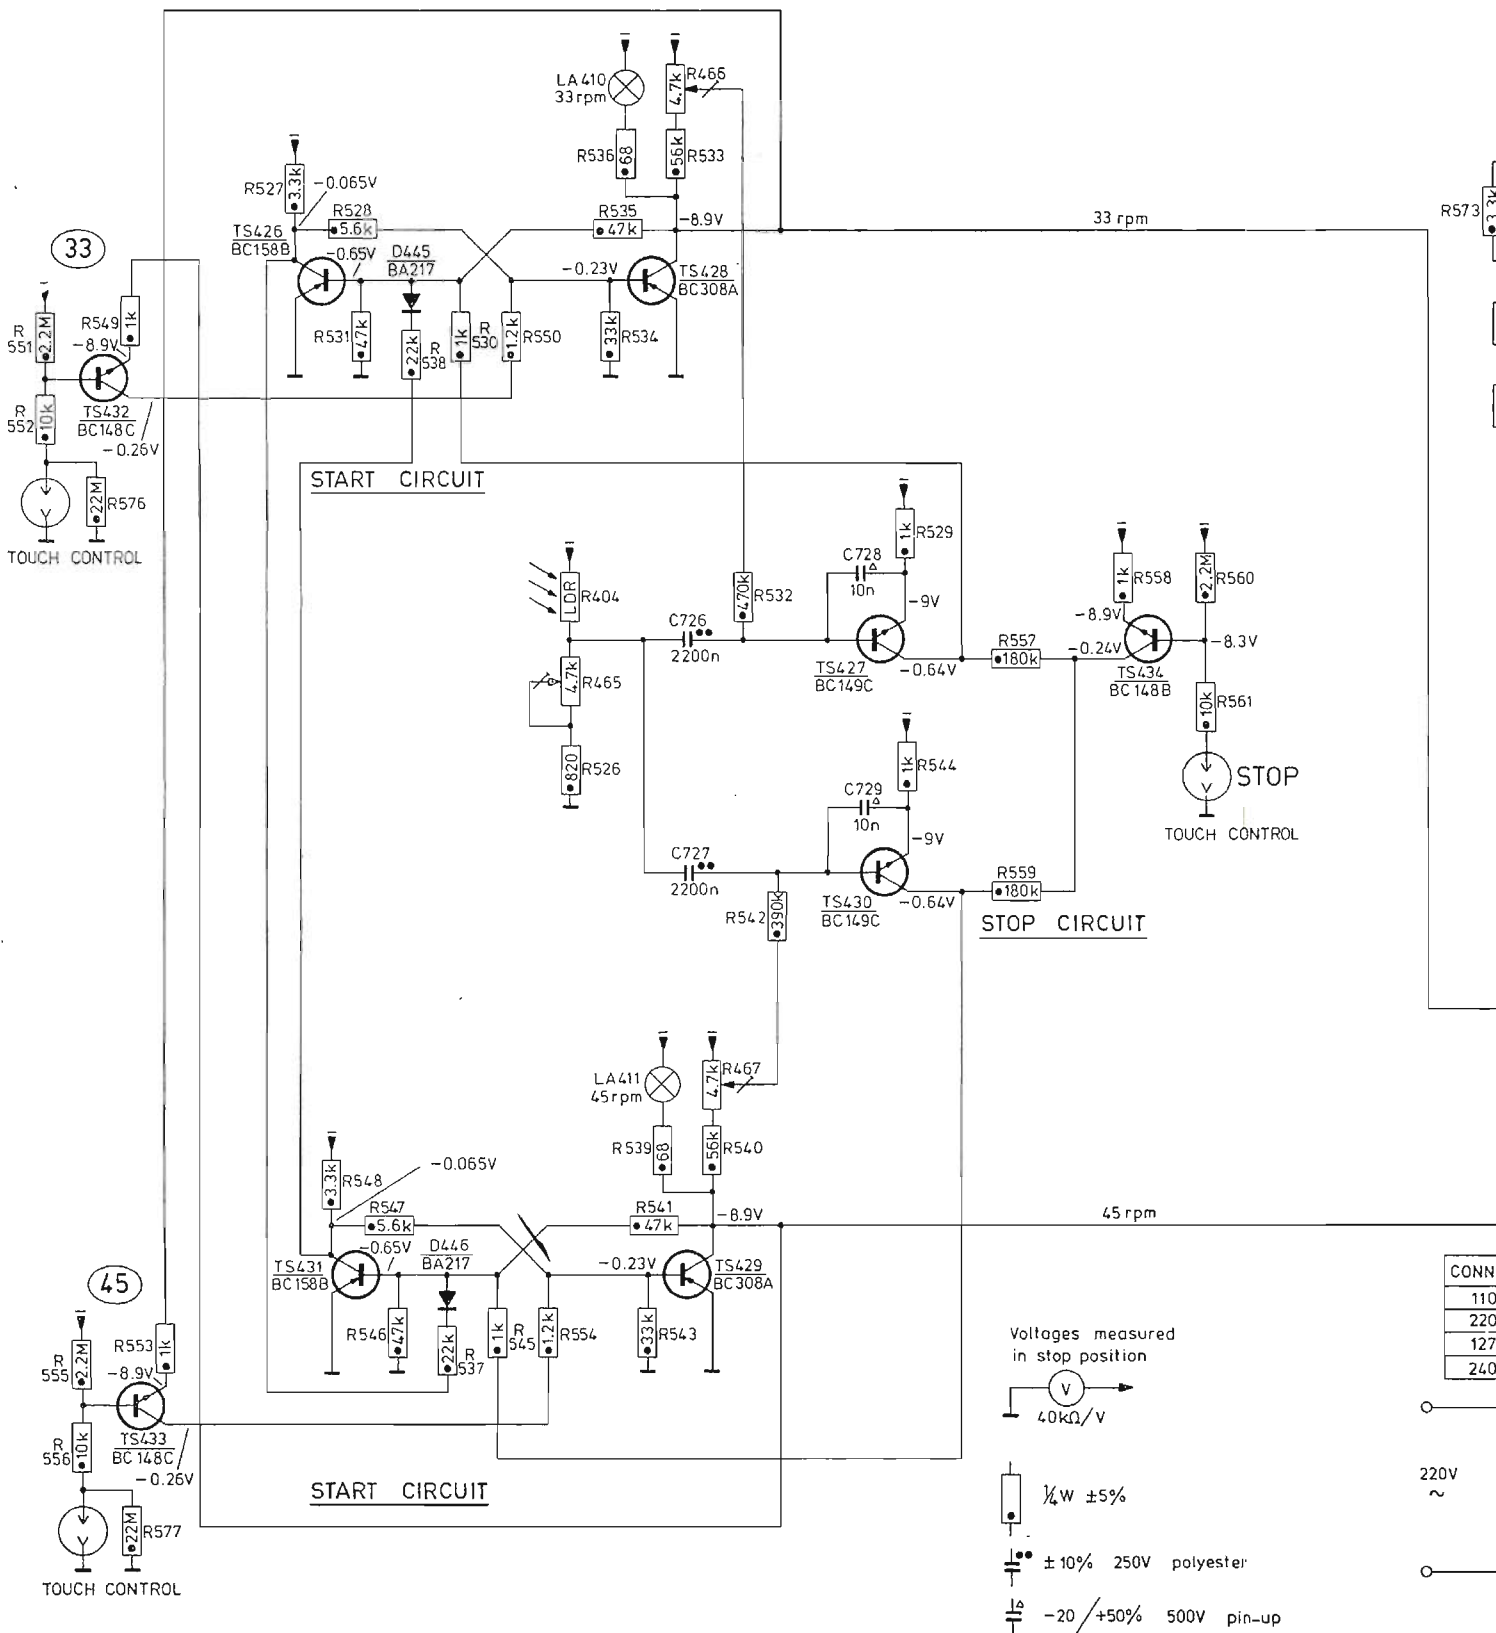 LA410
33rpm
R466
4.7k
R536
68
56k
R533
R527
3.3k
-0.065V
R528
5.6k
R535
47k
-8.9V
33 rpm
R573
3.3k
TS426
BC158B
-0.65V
D445
BA217
-0.23V
TS428
BC308A
33
R549
1k
R531
47k
22k
R
538
1k
R
530
1.2k
R550
33k
R534
R
551
2.2M
-8.9V
R
552
10k
TS432
BC148C
-0.26V
22M
R576
TOUCH CONTROL
START CIRCUIT
LDR
R404
470k
R532
C726
2200n
C728
10n
1k
R529
-9V
TS427
BC149C
-0.64V
R557
180k
1k
R558
2.2M
R560
-8.9V
-0.24V
-8.3V
TS434
BC148B
10k
R561
STOP
TOUCH CONTROL
4.7k
R465
820
R526
C727
2200n
C729
10n
1k
R544
-9V
R542
390k
TS430
BC149C
-0.64V
R559
180k
STOP CIRCUIT
LA411
45rpm
R467
4.7k
R539
68
56k
R540
3.3k
R548
-0.065V
R547
5.6k
R541
47k
-8.9V
45 rpm
TS431
BC158B
-0.65V
D446
BA217
-0.23V
TS429
BC308A
45
R553
1k
R546
47k
22k
R
537
1k
R
545
1.2k
R554
33k
R543
R
555
2.2M
-8.9V
R
556
10k
TS433
BC148C
-0.26V
22M
R577
TOUCH CONTROL
START CIRCUIT
Voltages measured
in stop position
V
40kΩ/V
¼W ±5%
±10% 250V polyester
-20/+50% 500V pin-up
CONN
110
220
127
240
220V
~